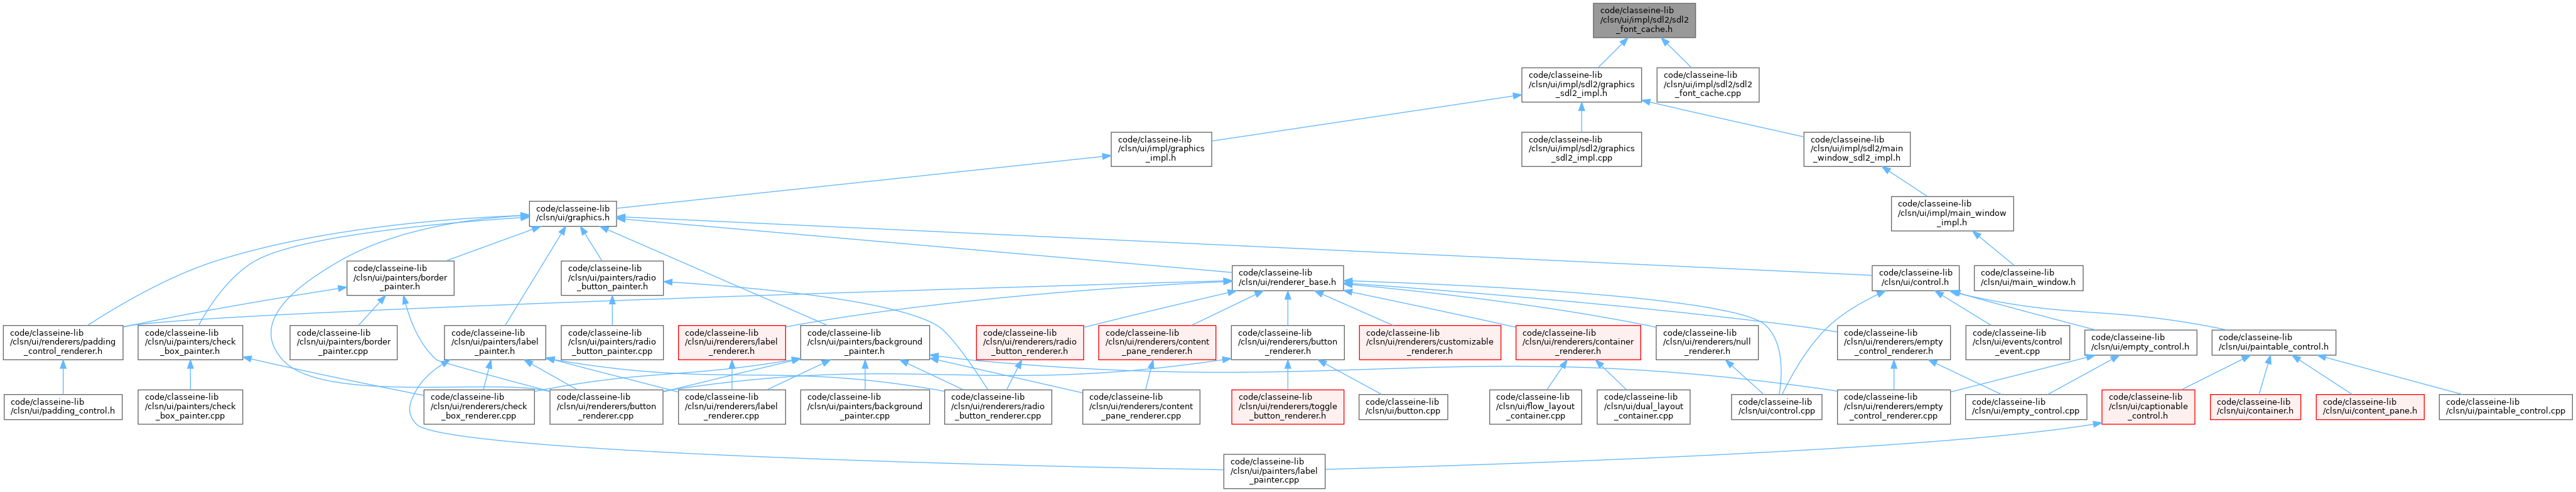 code/classeine-lib
/clsn/ui/impl/sdl2/sdl2
_font_cache.h
code/classeine-lib
/clsn/ui/impl/sdl2/graphics
_sdl2_impl.h
code/classeine-lib
/clsn/ui/impl/sdl2/sdl2
_font_cache.cpp
code/classeine-lib
/clsn/ui/impl/graphics
_impl.h
code/classeine-lib
/clsn/ui/impl/sdl2/graphics
_sdl2_impl.cpp
code/classeine-lib
/clsn/ui/impl/sdl2/main
_window_sdl2_impl.h
code/classeine-lib
/clsn/ui/graphics.h
code/classeine-lib
/clsn/ui/impl/main_window
_impl.h
code/classeine-lib
/clsn/ui/painters/border
_painter.h
code/classeine-lib
/clsn/ui/painters/radio
_button_painter.h
code/classeine-lib
/clsn/ui/renderer_base.h
code/classeine-lib
/clsn/ui/control.h
code/classeine-lib
/clsn/ui/main_window.h
code/classeine-lib
/clsn/ui/renderers/padding
_control_renderer.h
code/classeine-lib
/clsn/ui/painters/check
_box_painter.h
code/classeine-lib
/clsn/ui/painters/border
_painter.cpp
code/classeine-lib
/clsn/ui/painters/label
_painter.h
code/classeine-lib
/clsn/ui/painters/radio
_button_painter.cpp
code/classeine-lib
/clsn/ui/renderers/label
_renderer.h
code/classeine-lib
/clsn/ui/painters/background
_painter.h
code/classeine-lib
/clsn/ui/renderers/radio
_button_renderer.h
code/classeine-lib
/clsn/ui/renderers/content
_pane_renderer.h
code/classeine-lib
/clsn/ui/renderers/button
_renderer.h
code/classeine-lib
/clsn/ui/renderers/customizable
_renderer.h
code/classeine-lib
/clsn/ui/renderers/container
_renderer.h
code/classeine-lib
/clsn/ui/renderers/null
_renderer.h
code/classeine-lib
/clsn/ui/renderers/empty
_control_renderer.h
code/classeine-lib
/clsn/ui/events/control
_event.cpp
code/classeine-lib
/clsn/ui/empty_control.h
code/classeine-lib
/clsn/ui/paintable_control.h
code/classeine-lib
/clsn/ui/padding_control.h
code/classeine-lib
/clsn/ui/painters/check
_box_painter.cpp
code/classeine-lib
/clsn/ui/renderers/check
_box_renderer.cpp
code/classeine-lib
/clsn/ui/renderers/button
_renderer.cpp
code/classeine-lib
/clsn/ui/renderers/label
_renderer.cpp
code/classeine-lib
/clsn/ui/painters/background
_painter.cpp
code/classeine-lib
/clsn/ui/renderers/radio
_button_renderer.cpp
code/classeine-lib
/clsn/ui/renderers/content
_pane_renderer.cpp
code/classeine-lib
/clsn/ui/renderers/toggle
_button_renderer.h
code/classeine-lib
/clsn/ui/button.cpp
code/classeine-lib
/clsn/ui/flow_layout
_container.cpp
code/classeine-lib
/clsn/ui/dual_layout
_container.cpp
code/classeine-lib
/clsn/ui/control.cpp
code/classeine-lib
/clsn/ui/renderers/empty
_control_renderer.cpp
code/classeine-lib
/clsn/ui/empty_control.cpp
code/classeine-lib
/clsn/ui/captionable
_control.h
code/classeine-lib
/clsn/ui/container.h
code/classeine-lib
/clsn/ui/content_pane.h
code/classeine-lib
/clsn/ui/paintable_control.cpp
code/classeine-lib
/clsn/ui/painters/label
_painter.cpp